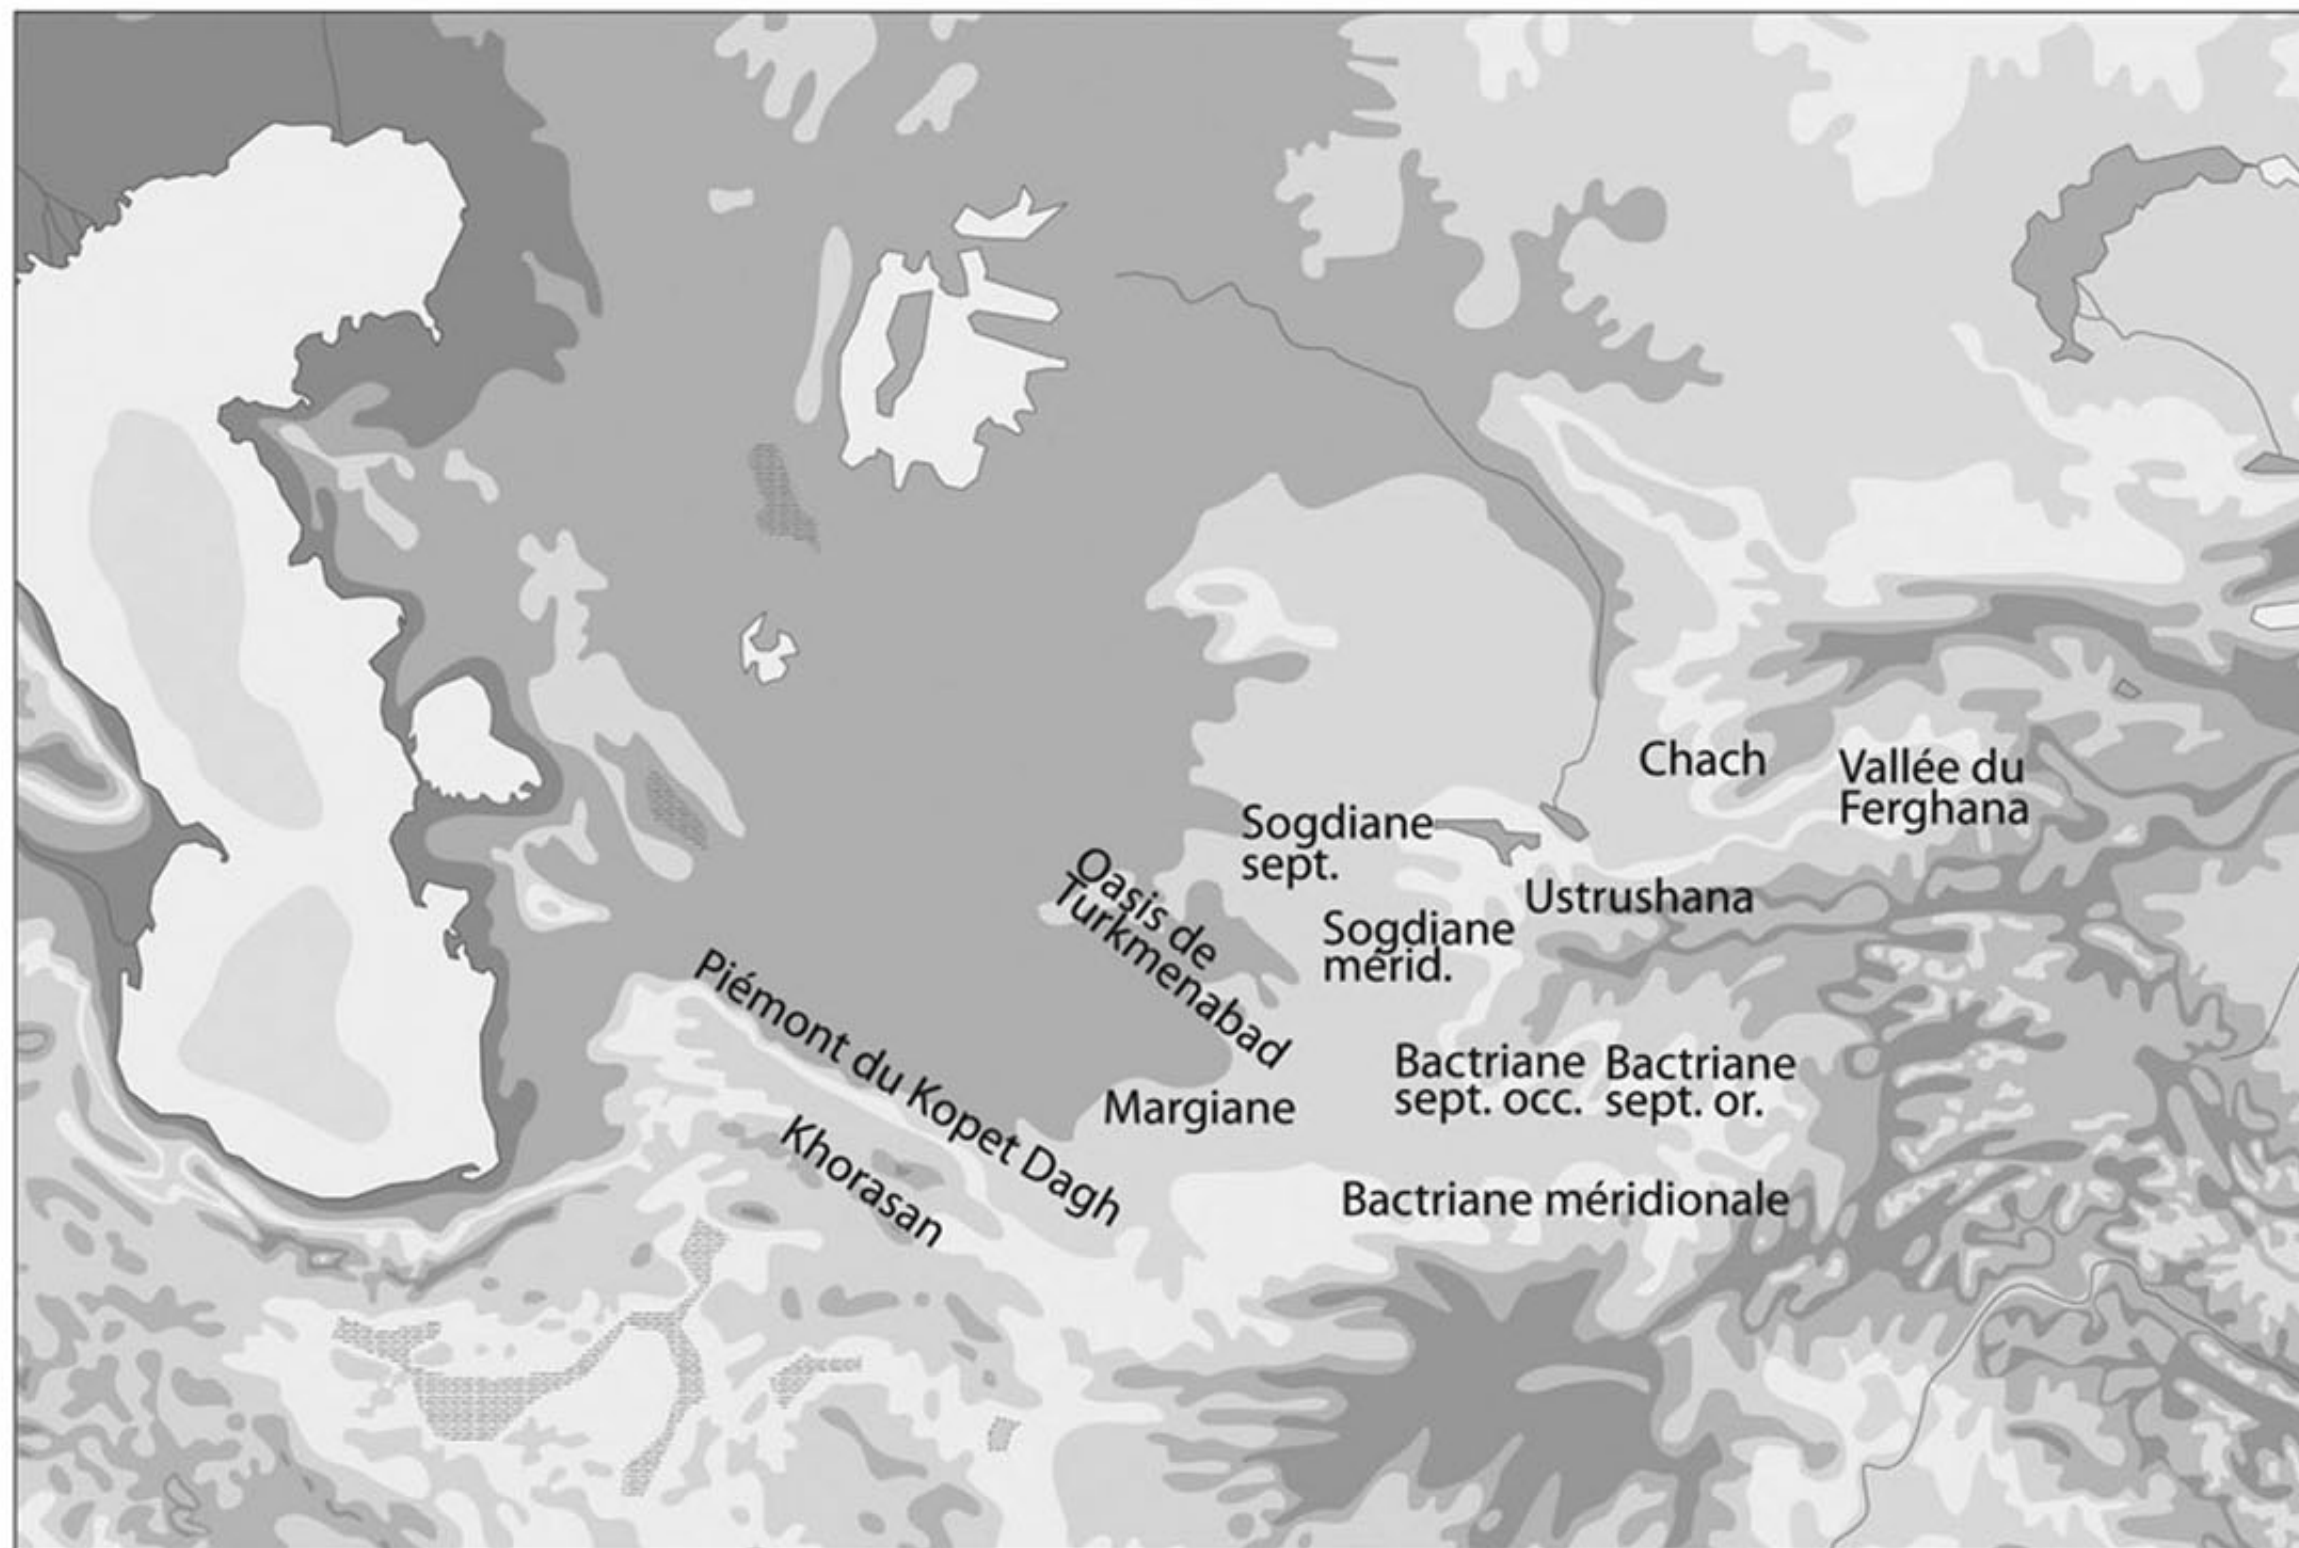 Chach
Vallée du
Ferghana
Sogdiane
sept.
Oasis de
Turkmenabad
Ustrushana
Sogdiane
mérid.
Piémont du Kopet Dagh
Bactriane
sept. occ.
Bactriane
sept. or.
Margiane
Khorasan
Bactriane méridionale